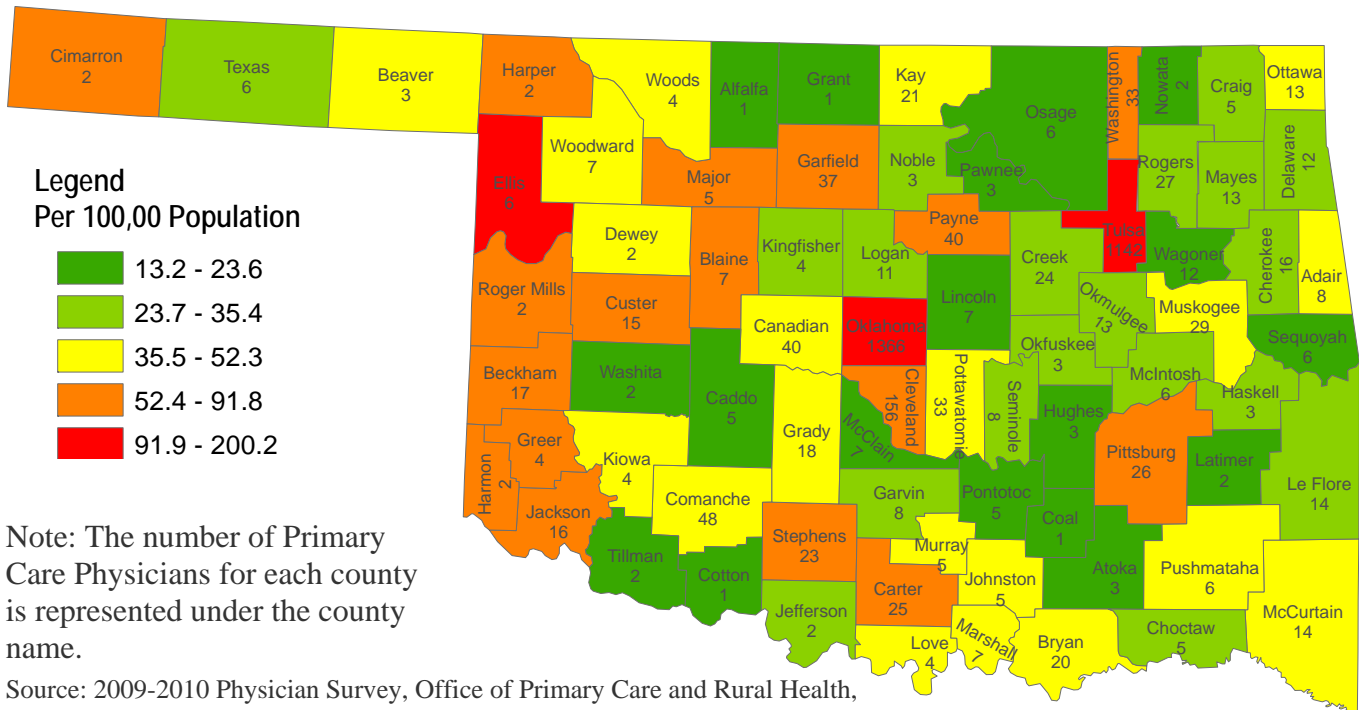 Cimarron
2
Texas
6
Beaver
3
Harper
2
Woods
4
Alfalfa
1
Grant
1
Kay
21
Osage
6
Washington
33
Nowata
2
Craig
5
Ottawa
13
Ellis
6
Woodward
7
Major
5
Garfield
37
Noble
3
Pawnee
3
Rogers
27
Mayes
13
Delaware
12
Legend
Per 100,00 Population
13.2 - 23.6
23.7 - 35.4
35.5 - 52.3
52.4 - 91.8
91.9 - 200.2
Dewey
2
Blaine
7
Kingfisher
4
Logan
11
Payne
40
Creek
24
Tulsa
1142
Wagoner
12
Cherokee
16
Adair
8
Roger Mills
2
Custer
15
Canadian
40
Oklahoma
Lincoln
7
Okmulgee
13
Muskogee
29
Sequoyah
6
Beckham
17
Washita
2
Caddo
5
Grady
18
Cleveland
156
McClain
7
Pottawatomie
33
Seminole
8
Okfuskee
3
Hughes
3
McIntosh
6
Haskell
3
Harmon
2
Greer
4
Kiowa
4
Jackson
16
Comanche
48
Garvin
8
Pontotoc
5
Coal
1
Pittsburg
26
Latimer
2
Le Flore
14
Tillman
2
Cotton
1
Stephens
23
Jefferson
2
Carter
25
Murray
5
Johnston
5
Atoka
3
Pushmataha
6
McCurtain
14
Love
4
Marshall
7
Bryan
20
Choctaw
5
Note: The number of Primary
Care Physicians for each county
is represented under the county
name.
Source: 2009-2010 Physician Survey, Office of Primary Care and Rural Health,